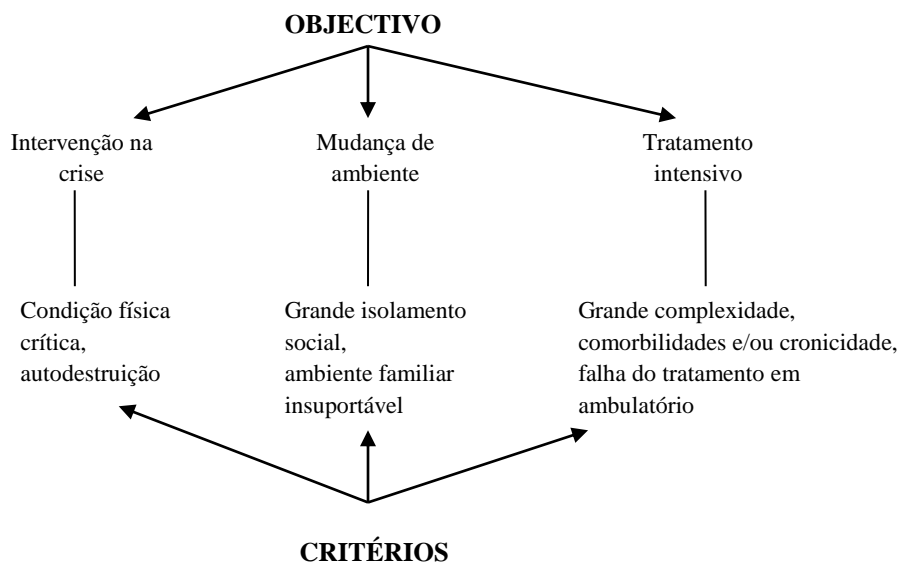 OBJECTIVO
Intervenção na
crise
Mudança de
ambiente
Tratamento
intensivo
Condição física
crítica,
autodestruição
Grande isolamento
social,
ambiente familiar
insuportável
Grande complexidade,
comorbilidades e/ou cronicidade,
falha do tratamento em
ambulatório
CRITÉRIOS